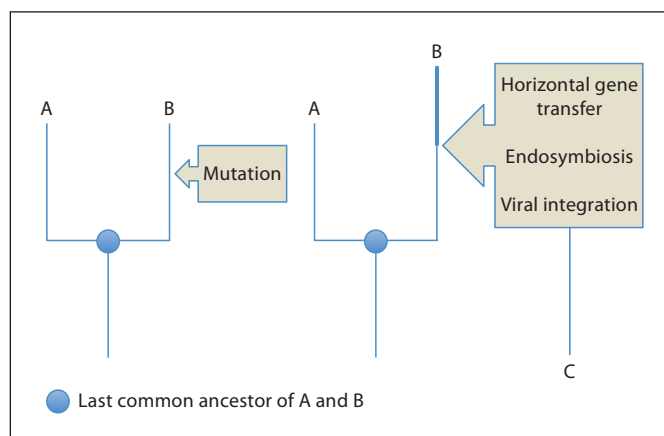 A
B
Mutation
A
B
Horizontal gene
transfer
Endosymbiosis
Viral integration
C
Last common ancestor of A and B